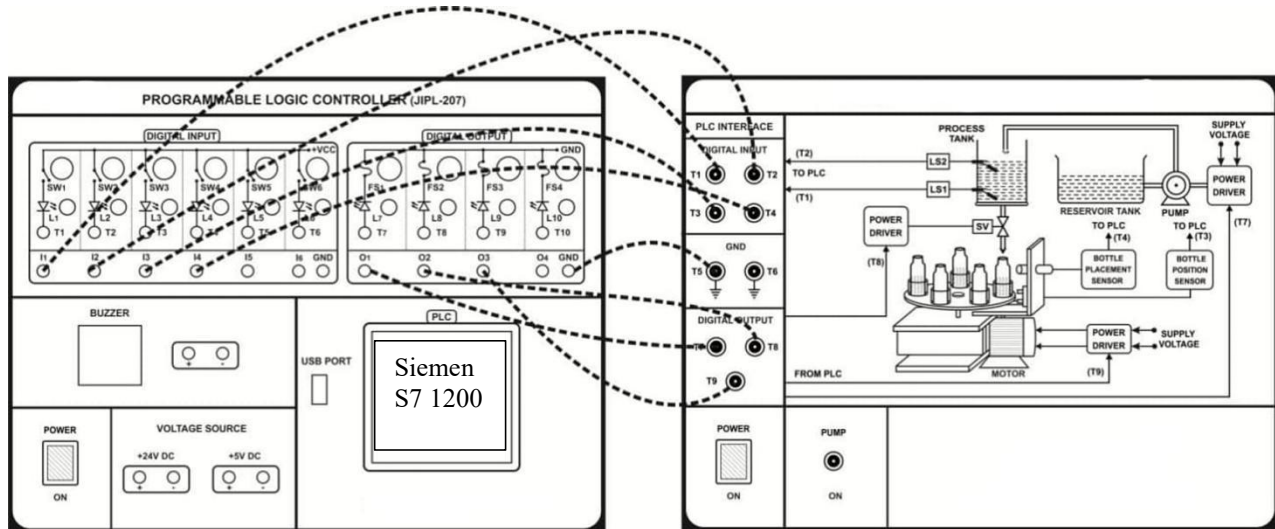 PROGRAMMABLE LOGIC CONTROLLER (JIPL-207)
DIGITAL INPUT
DIGITAL OUTPUT
+VCC
GND
SW1 SW2 SW3 SW4 SW5 SW6
FS1 FS2 FS3 FS4
L1 L2 L3 L4 L5
L7 L8 L9 L10
T1 T2 T3 T6
T7 T8 T9 T10
I1 I2 I3 I4 I5 I6 GND
O1 O2 O3 O4 GND
BUZZER
+ -
USB PORT
PLC
Siemen
S7 1200
POWER
ON
VOLTAGE SOURCE
+24V DC +5V DC
+ - + -
PLC INTERFACE
DIGITAL INPUT
T1 T2
T3 T4
GND
T5 T6
DIGITAL OUTPUT
T8
T9
POWER
ON
PUMP
ON
PROCESS
TANK
SUPPLY
VOLTAGE
(T2)
TO PLC
(T1)
LS2
LS1
POWER
DRIVER
RESERVOIR TANK
PUMP
POWER
DRIVER
SV
(T8)
TO PLC
(T4)
TO PLC
(T3)
(T7)
BOTTLE
PLACEMENT
SENSOR
BOTTLE
POSITION
SENSOR
POWER
DRIVER
SUPPLY
VOLTAGE
FROM PLC
MOTOR
(T9)